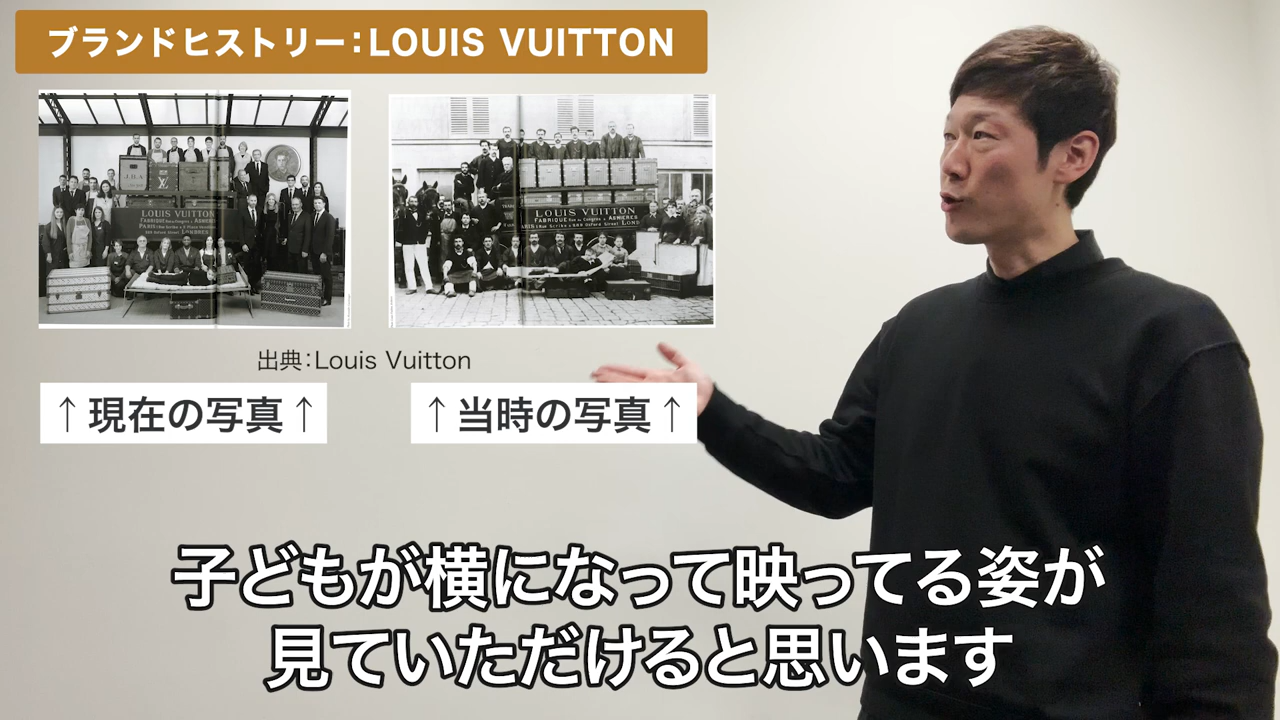 ブランドヒストリー：LOUIS VUITTON
J.B.A
LV
LOUIS VUITTON
LOUIS VUITTON
出典：Louis Vuitton
↑現在の写真↑
↑当時の写真↑
子どもが横になって映ってる姿が
見ていただけると思います